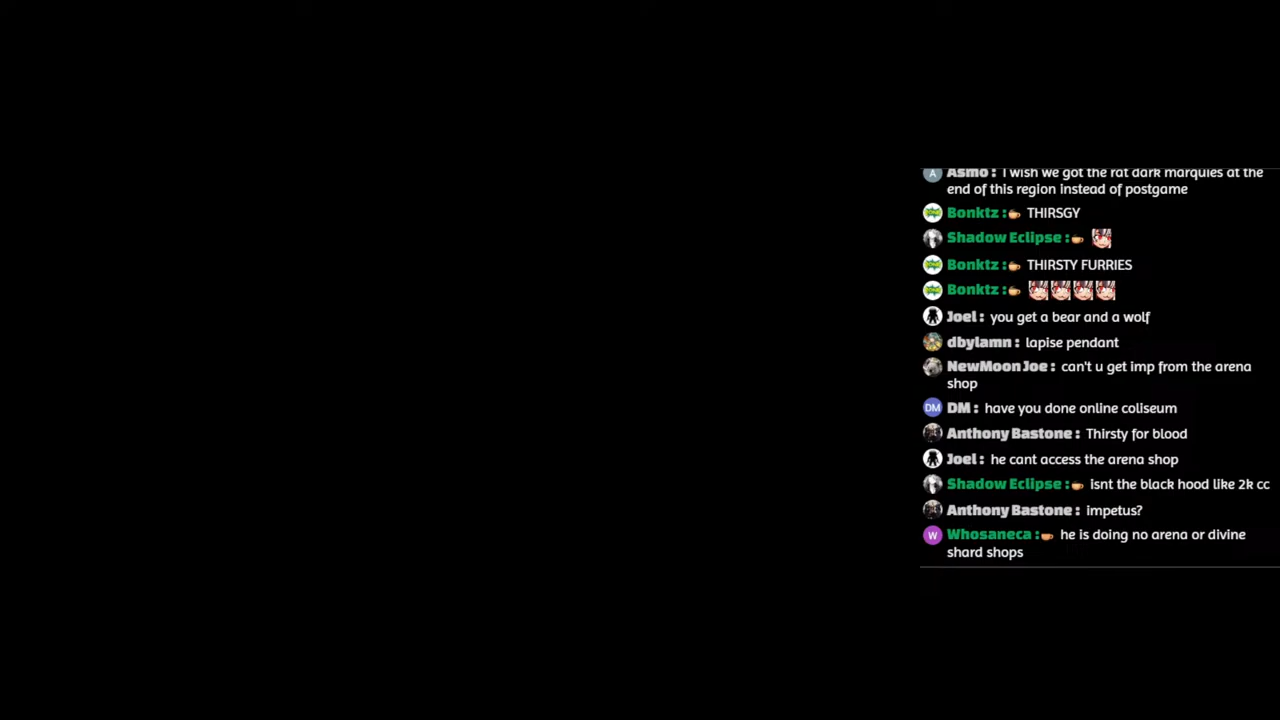 A Asmo : I wish we got the rat dark marquies at the
end of this region instead of postgame
Bonktz : THIRSGY
Shadow Eclipse :
Bonktz : THIRSTY FURRIES
Bonktz :
Joel : you get a bear and a wolf
dbylamn : lapise pendant
NewMoon Joe : can't u get imp from the arena
shop
DM DM : have you done online coliseum
Anthony Bastone : Thirsty for blood
Joel : he cant access the arena shop
Shadow Eclipse : isnt the black hood like 2k cc
Anthony Bastone : impetus?
W Whosaneca : he is doing no arena or divine
shard shops